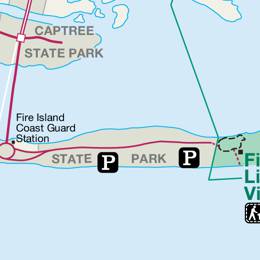 CAPTREE
STATE PARK
Fire Island
Coast Guard
Station
STATE P PARK P
Fi
Li
Vi